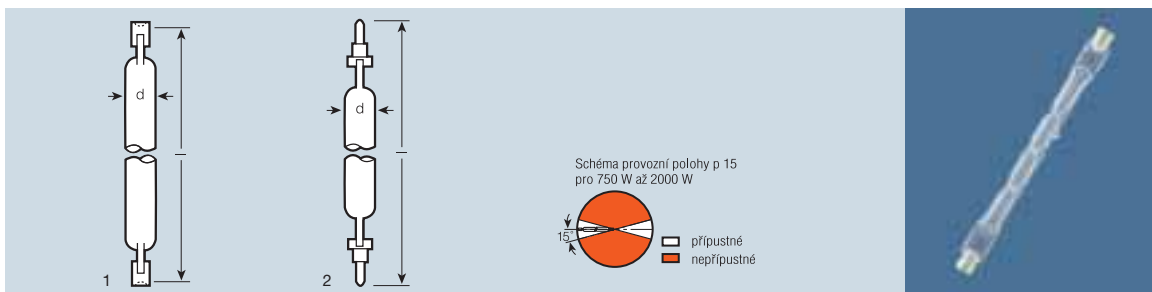 d
l
1
d
l
2
Schéma provozní polohy p 15
pro 750 W až 2000 W
15°
přípustné
nepřípustné